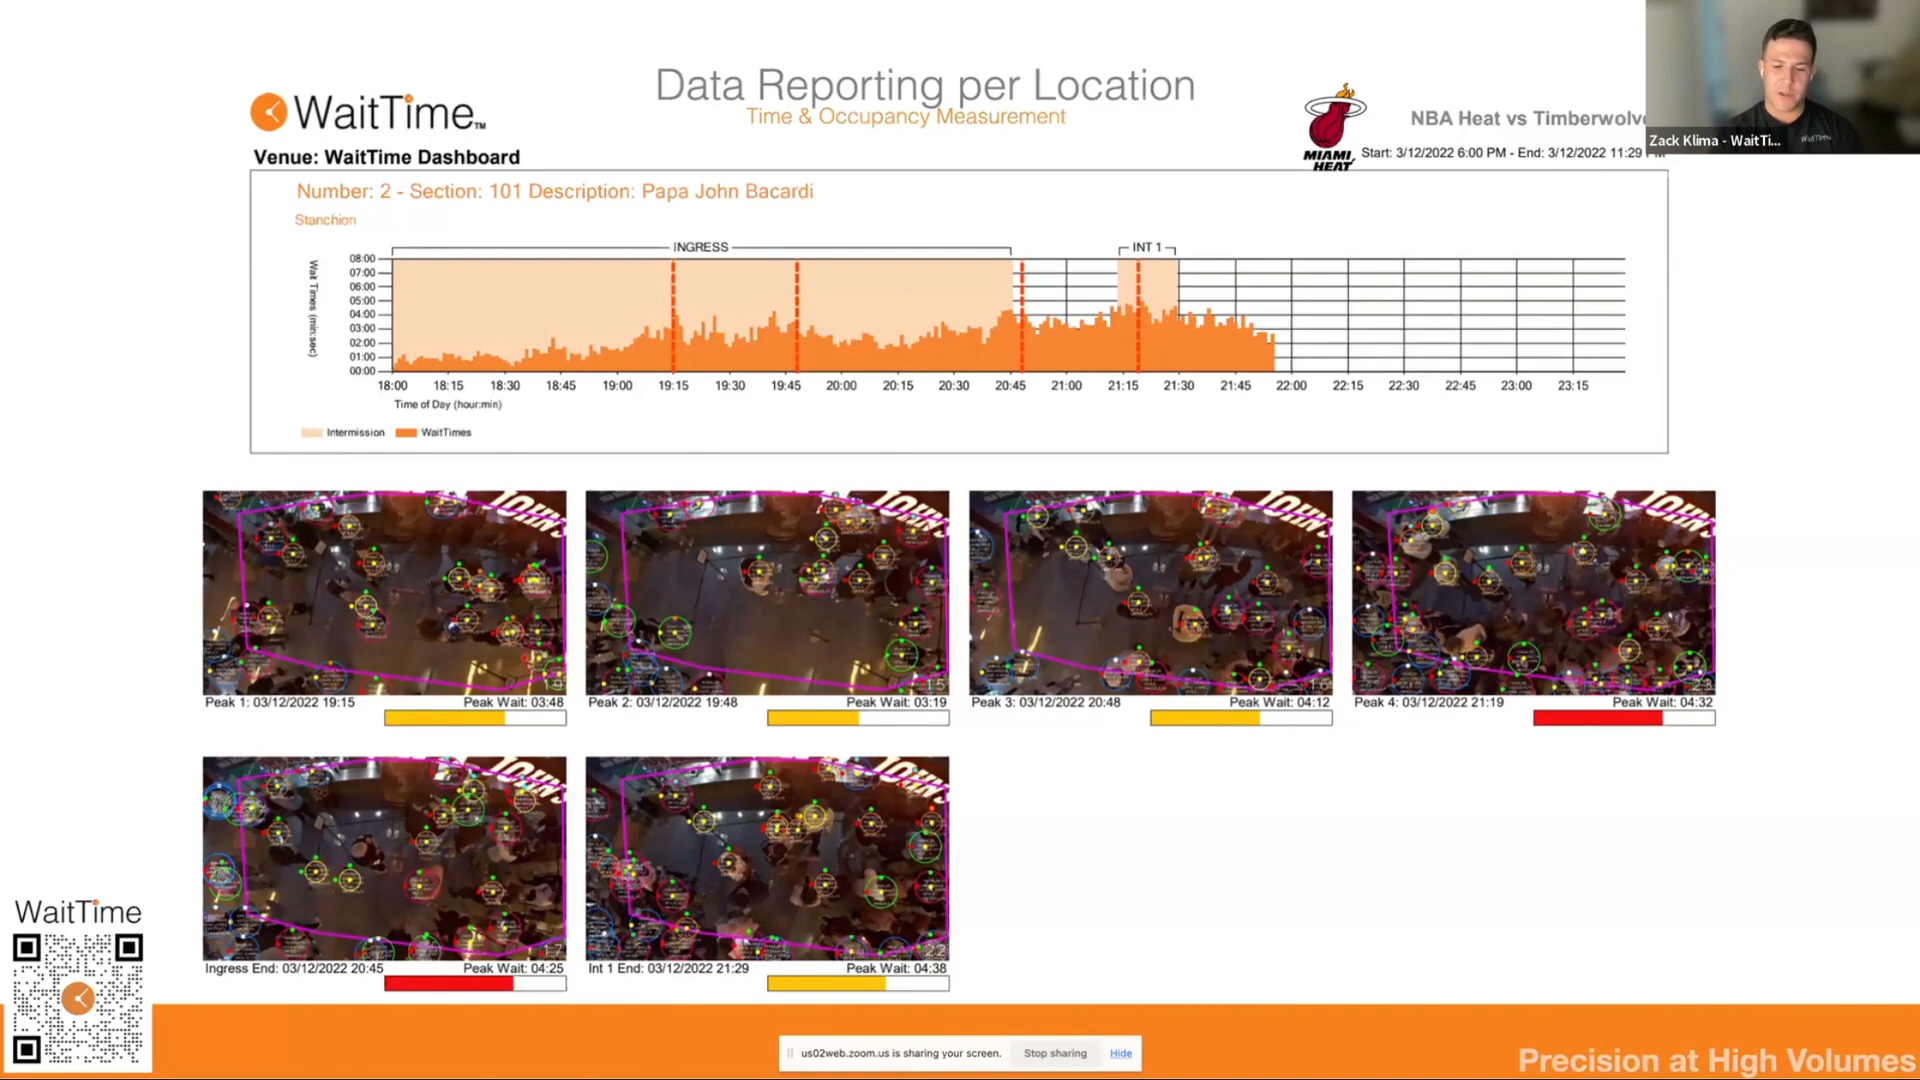 Data Reporting per Location
Time & Occupancy Measurement
WaitTime™
Venue: WaitTime Dashboard
MIAMI
HEAT
NBA Heat vs Timberwolve
Start: 3/12/2022 6:00 PM - End: 3/12/2022 11:29
Zack Klima - WaitTi...
Number: 2 - Section: 101 Description: Papa John Bacardi
Stanchion
INGRESS
INT 1
Wait Times (min:sec)
08:00
07:00
06:00
05:00
04:00
03:00
02:00
01:00
00:00
18:00 18:15 18:30 18:45 19:00 19:15 19:30 19:45 20:00 20:15 20:30 20:45 21:00 21:15 21:30 21:45 22:00 22:15 22:30 22:45 23:00 23:15
Time of Day (hour:min)
Intermission WaitTimes
Peak 1: 03/12/2022 19:15 Peak Wait: 03:48
Peak 2: 03/12/2022 19:48 Peak Wait: 03:19
Peak 3: 03/12/2022 20:48 Peak Wait: 04:12
Peak 4: 03/12/2022 21:19 Peak Wait: 04:32
Ingress End: 03/12/2022 20:45 Peak Wait: 04:25
Int 1 End: 03/12/2022 21:29 Peak Wait: 04:38
WaitTime
us02web.zoom.us is sharing your screen. Stop sharing Hide
Precision at High Volumes